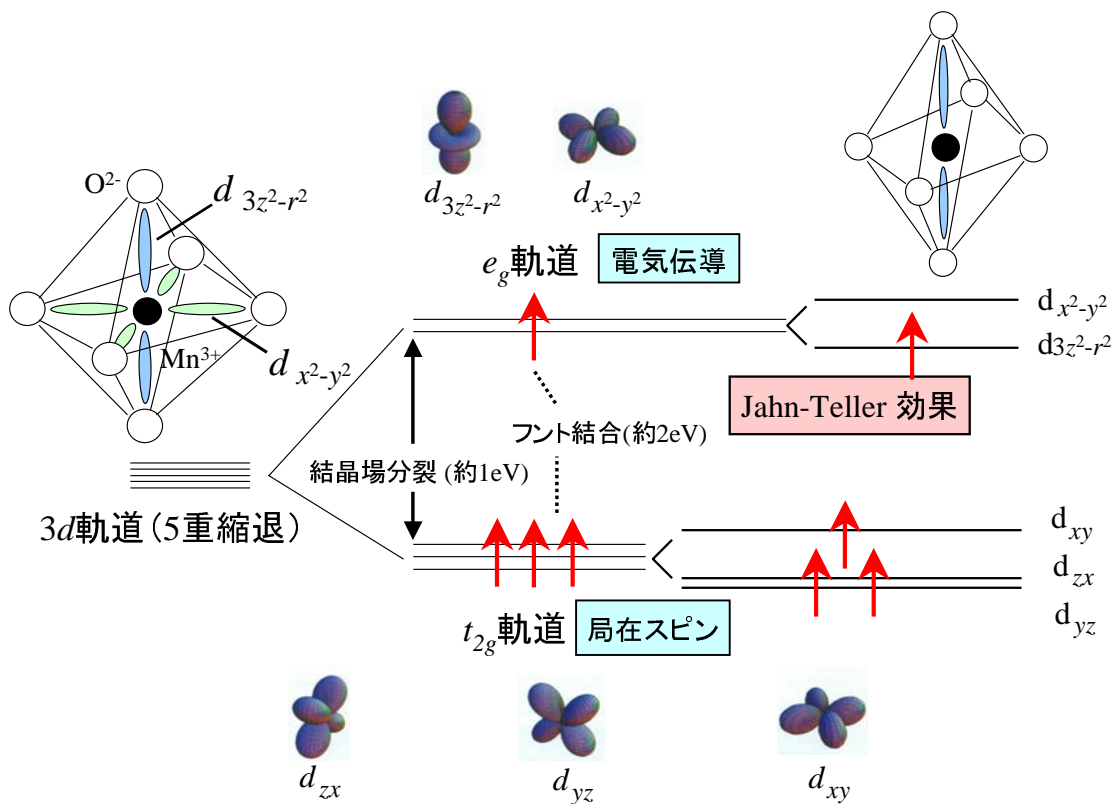 d3z²-r²
dx²-y²
O²⁻
d 3z²-r²
eg軌道
電気伝導
d x²-y²
d3z²-r²
Mn³⁺
d x²-y²
Jahn-Teller 効果
フント結合(約2eV)
結晶場分裂 (約1eV)
3d軌道(5重縮退)
dxy
dzx
dyz
t2g軌道
局在スピン
dzx
dyz
dxy